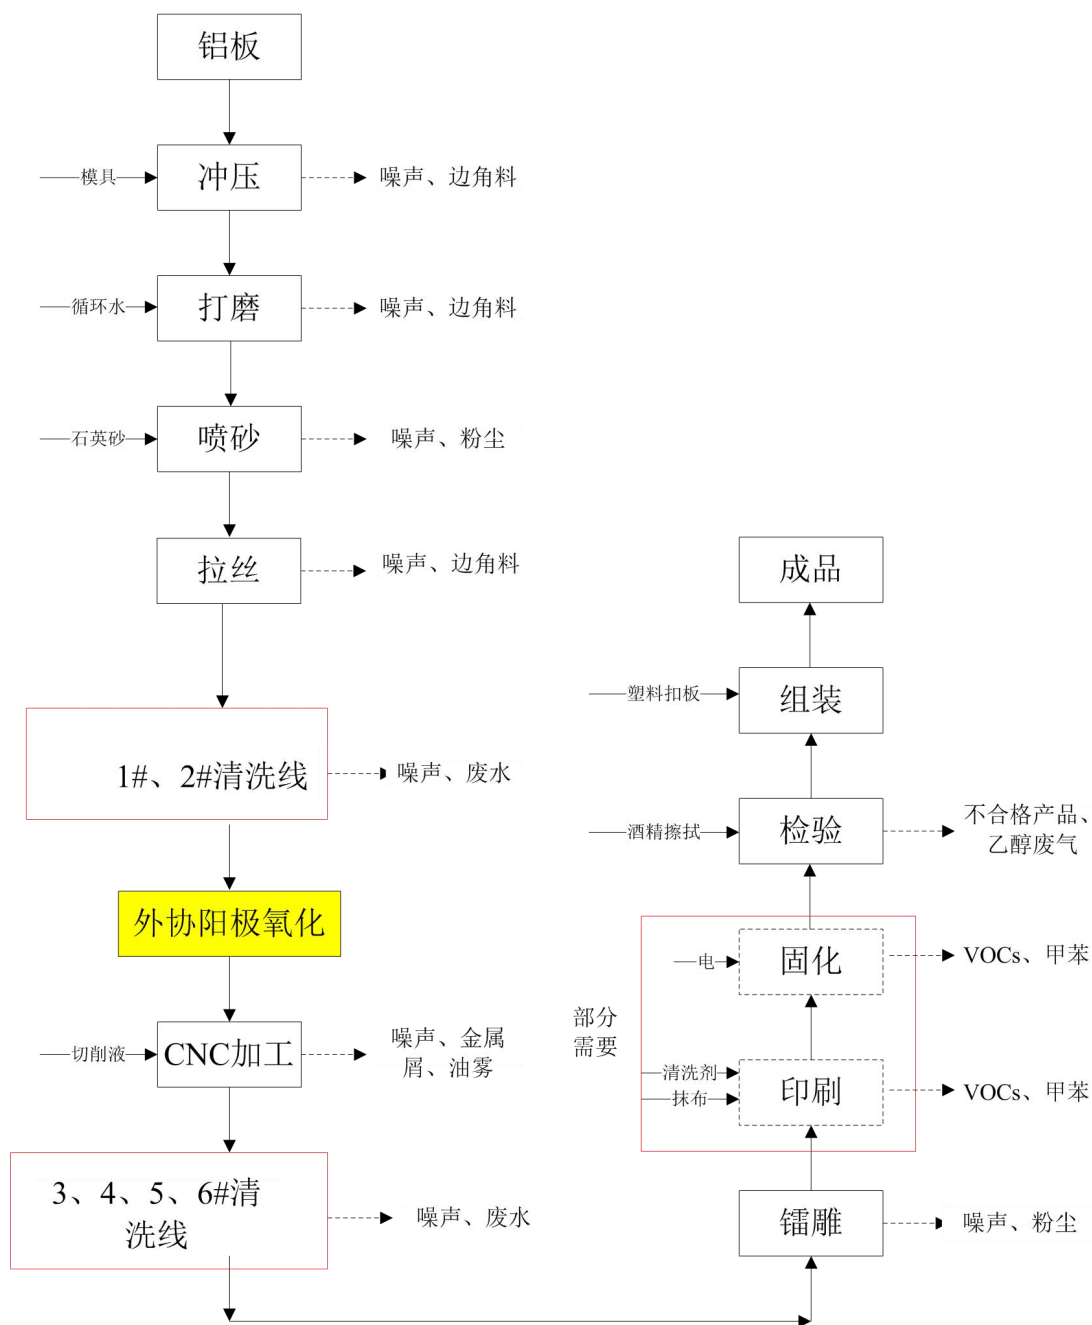 铝板
模具
冲压
噪声、边角料
循环水
打磨
噪声、边角料
石英砂
喷砂
噪声、粉尘
拉丝
噪声、边角料
1#、2#清洗线
噪声、废水
外协阳极氧化
切削液
CNC加工
噪声、金属
屑、油雾
3、4、5、6#清
洗线
噪声、废水
成品
塑料扣板
组装
酒精擦拭
检验
不合格产品、
乙醇废气
电
固化
VOCs、甲苯
部分
需要
清洗剂
抹布
印刷
VOCs、甲苯
镭雕
噪声、粉尘